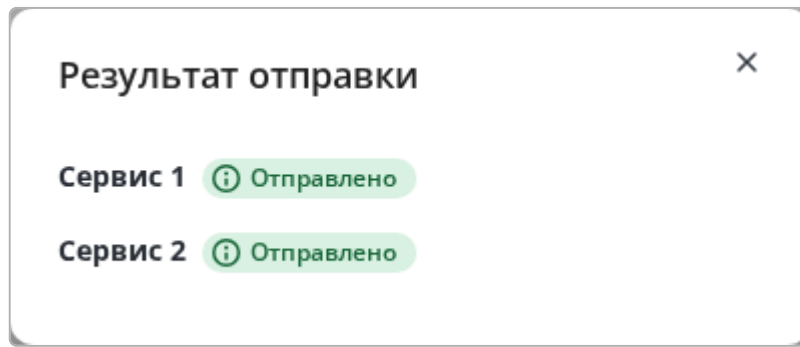 Результат отправки
Сервис 1 Отправлено
Сервис 2 Отправлено